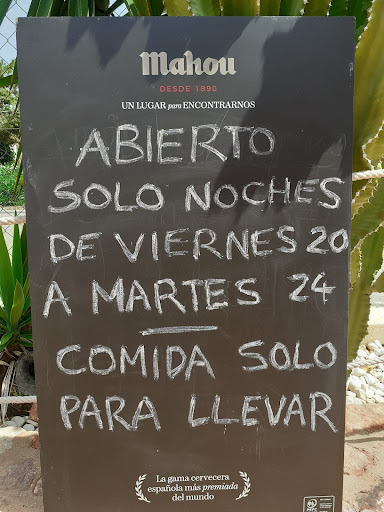 Mahou
DESDE 1890
UN LUGAR para ENCONTRARNOS
ABIERTO
SOLO NOCHES
DE VIERNES 20
A MARTES 24
COMIDA SOLO
PARA LLEVAR
La gama cervecera
española más premiada
del mundo